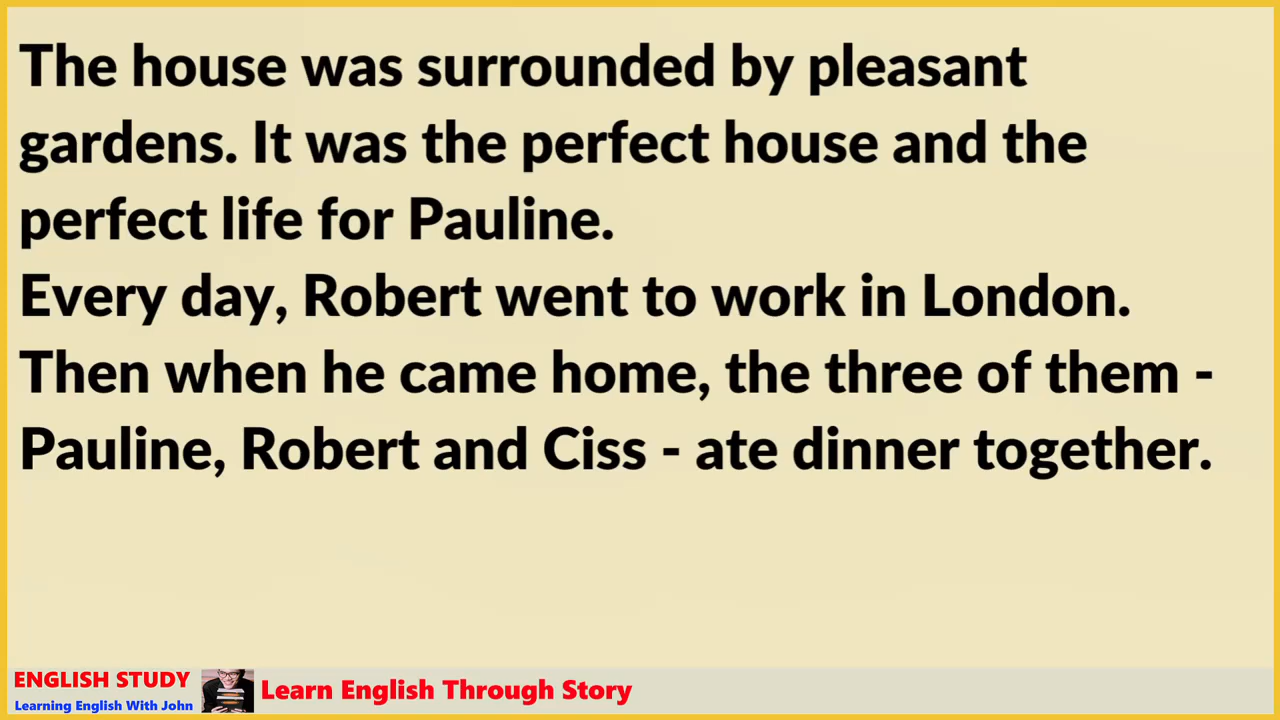 The house was surrounded by pleasant
gardens. It was the perfect house and the
perfect life for Pauline.
Every day, Robert went to work in London.
Then when he came home, the three of them -
Pauline, Robert and Ciss - ate dinner together.
ENGLISH STUDY
Learning English With John
Learn English Through Story